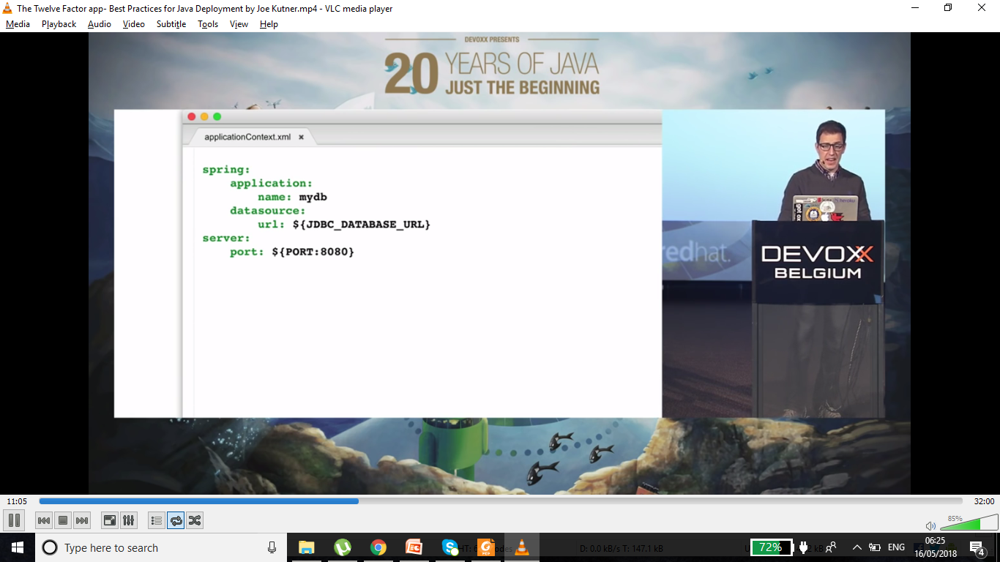 The Twelve Factor app- Best Practices for Java Deployment by Joe Kutner.mp4 - VLC media player
Media Playback Audio Video Subtitle Tools View Help
DEVOXX PRESENTS
20 YEARS OF JAVA
JUST THE BEGINNING
applicationContext.xml ×
spring:
application:
name: mydb
datasource:
url: ${JDBC_DATABASE_URL}
server:
port: ${PORT:8080}
redhat.
DEVOXX
BELGIUM
11:05
32:00
85%
Type here to search
D: 0.0 kB/s T: 147.1 kB
72%
ENG
06:25
16/05/2018
4